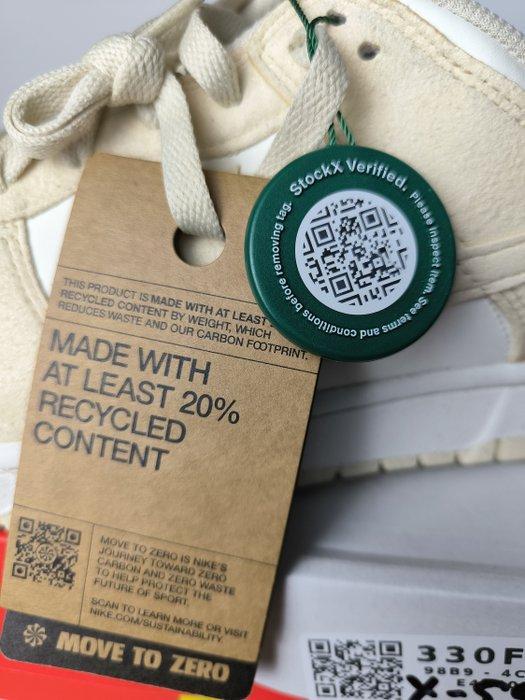 StockX Verified. Please inspect item. See terms and conditions before removing tag.
THIS PRODUCT IS MADE WITH AT LEAST
RECYCLED CONTENT BY WEIGHT, WHICH
REDUCES WASTE AND OUR CARBON FOOTPRINT.
MADE WITH
AT LEAST 20%
RECYCLED
CONTENT
MOVE TO ZERO IS NIKE'S
JOURNEY TOWARD ZERO
CARBON AND ZERO WASTE
TO HELP PROTECT THE
FUTURE OF SPORT.
SCAN TO LEARN MORE OR VISIT
NIKE.COM/SUSTAINABILITY.
MOVE TO ZERO
330F
9889 - 4